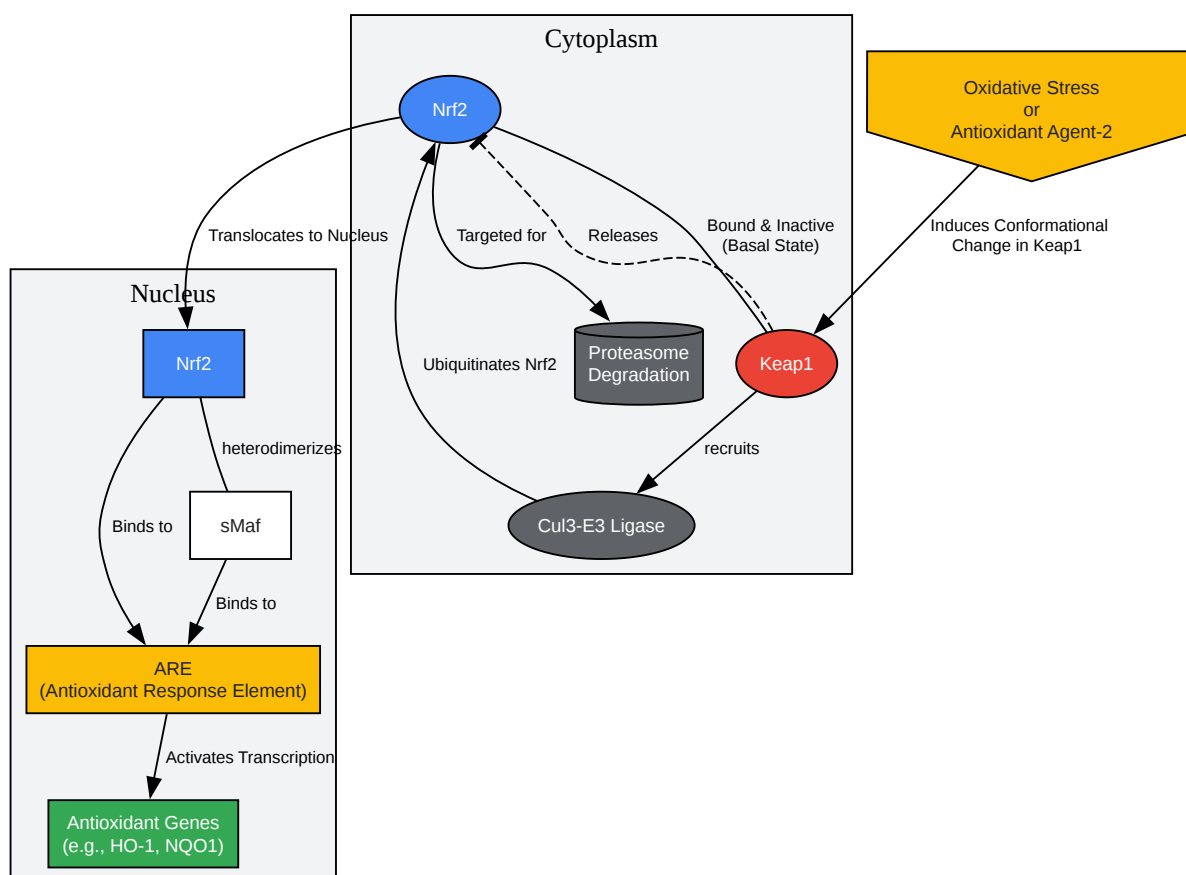 Cytoplasm
Nrf2
Oxidative Stress
or
Antioxidant Agent-2
Translocates to Nucleus
Targeted for
Releases
Bound & Inactive
(Basal State)
Induces Conformational
Change in Keap1
Nucleus
Nrf2
Ubiquitinates Nrf2
Proteasome
Degradation
Keap1
heterodimerizes
recruits
Binds to
sMaf
Cul3-E3 Ligase
Binds to
ARE
(Antioxidant Response Element)
Activates Transcription
Antioxidant Genes
(e.g., HO-1, NQO1)